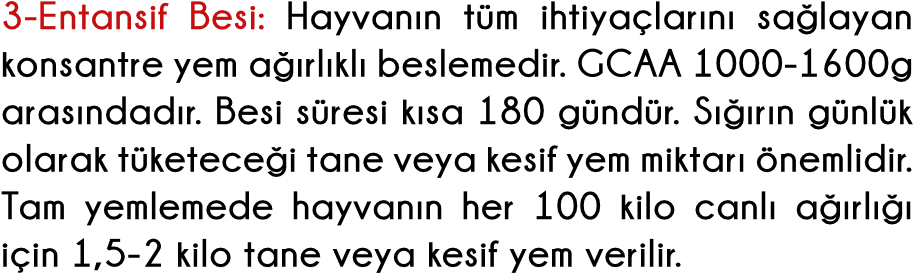 3-Entansif Besi: Hayvanın tüm ihtiyaçlarını sağlayan
konsantre yem ağırlıklı beslemedir. GCAA 1000-1600g
arasındadır. Besi süresi kısa 180 gündür. Sığırın günlük
olarak tüketeceği tane veya kesif yem miktarı önemlidir.
Tam yemlemede hayvanın her 100 kilo canlı ağırlığı
için 1,5-2 kilo tane veya kesif yem verilir.